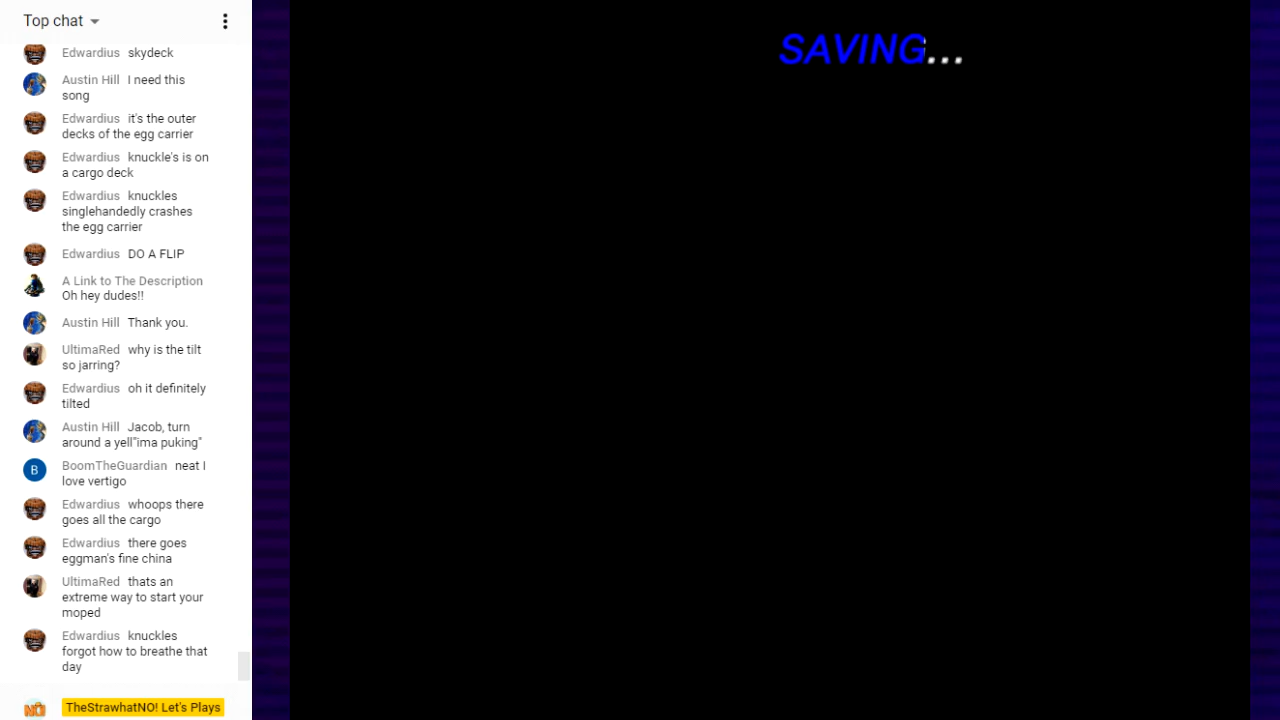 Top chat
SAVING...
Edwardius skydeck
Austin Hill I need this
song
Edwardius it's the outer
decks of the egg carrier
Edwardius knuckle's is on
a cargo deck
Edwardius knuckles
singlehandedly crashes
the egg carrier
Edwardius DO A FLIP
A Link to The Description
Oh hey dudes!!
Austin Hill Thank you.
UltimaRed why is the tilt
so jarring?
Edwardius oh it definitely
tilted
Austin Hill Jacob, turn
around a yell"ima puking"
B
BoomTheGuardian neat I
love vertigo
Edwardius whoops there
goes all the cargo
Edwardius there goes
eggman's fine china
UltimaRed thats an
extreme way to start your
moped
Edwardius knuckles
forgot how to breathe that
day
NO!
TheStrawhatNO! Let's Plays